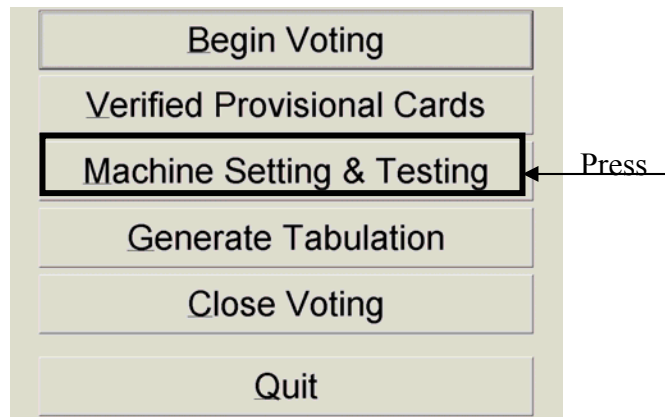 Begin Voting
Verified Provisional Cards
Machine Setting & Testing
Press
Generate Tabulation
Close Voting
Quit